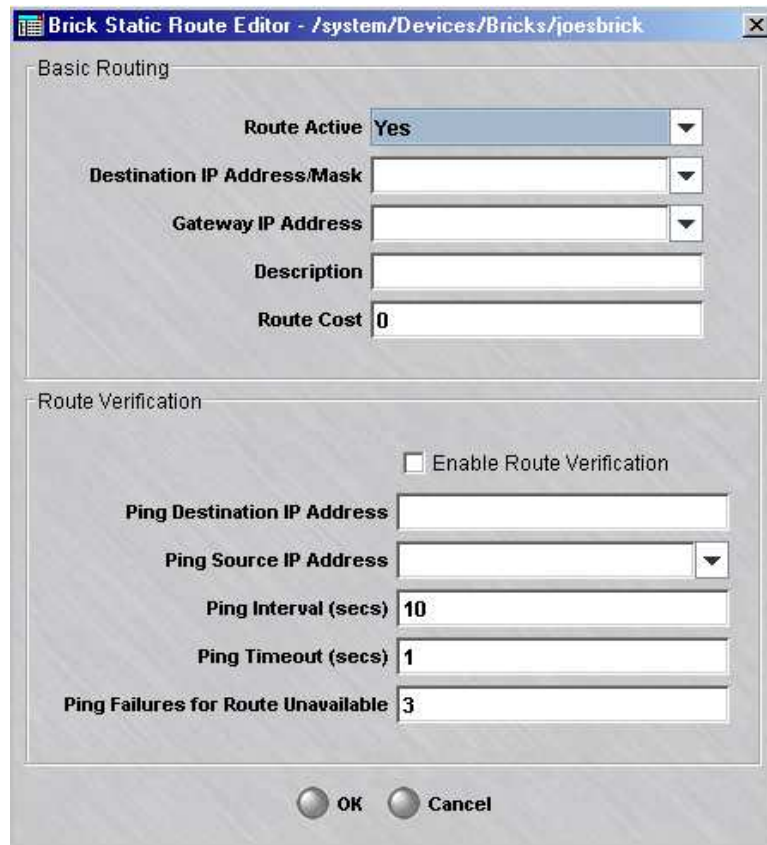 Brick Static Route Editor - /system/Devices/Bricks/joesbrick
Basic Routing
Route Active Yes
Destination IP Address/Mask
Gateway IP Address
Description
Route Cost 0
Route Verification
Enable Route Verification
Ping Destination IP Address
Ping Source IP Address
Ping Interval (secs) 10
Ping Timeout (secs) 1
Ping Failures for Route Unavailable 3
OK Cancel